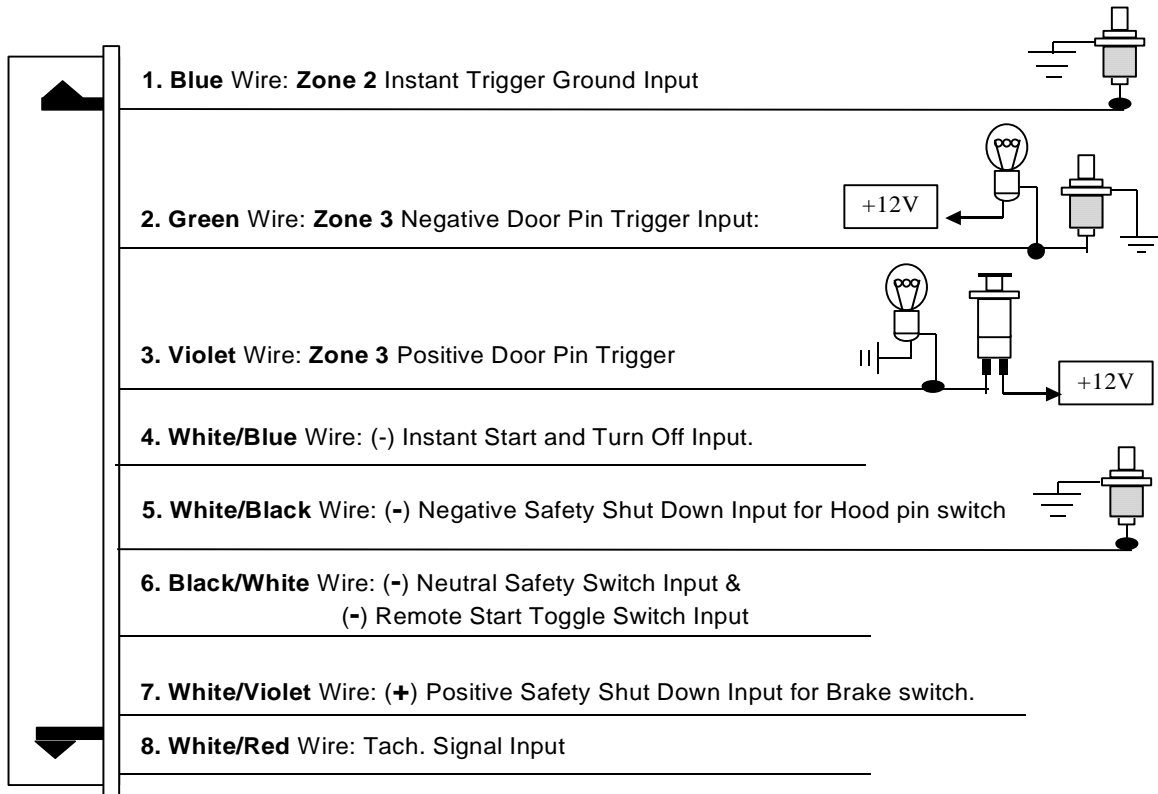 1. Blue Wire: Zone 2 Instant Trigger Ground Input
2. Green Wire: Zone 3 Negative Door Pin Trigger Input:
+12V
3. Violet Wire: Zone 3 Positive Door Pin Trigger
+12V
4. White/Blue Wire: (-) Instant Start and Turn Off Input.
5. White/Black Wire: (-) Negative Safety Shut Down Input for Hood pin switch
6. Black/White Wire: (-) Neutral Safety Switch Input &
(-) Remote Start Toggle Switch Input
7. White/Violet Wire: (+) Positive Safety Shut Down Input for Brake switch.
8. White/Red Wire: Tach. Signal Input